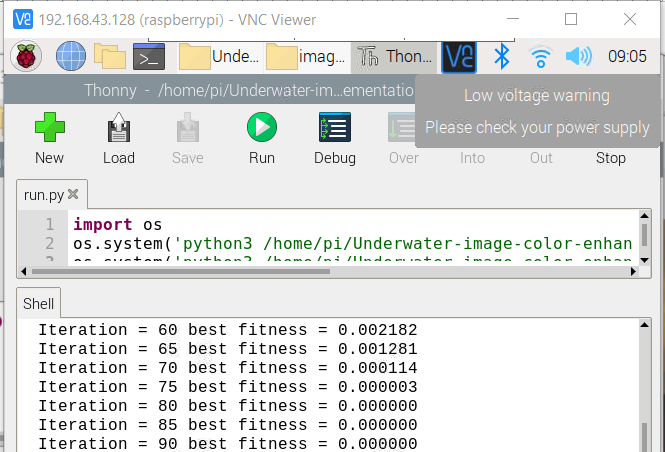 192.168.43.128 (raspberrypi) - VNC Viewer
Unde... imag... Thon... 09:05
Thonny - /home/pi/Underwater-im...ementatio
Low voltage warning
Please check your power supply
New Load Save Run Debug Over Into Out Stop
run.py
1 import os
2 os.system('python3 /home/pi/Underwater-image-color-enhan
os.system('python3 /home/pi/Underwater-image-color-enhan
Shell
Iteration = 60 best fitness = 0.002182
Iteration = 65 best fitness = 0.001281
Iteration = 70 best fitness = 0.000114
Iteration = 75 best fitness = 0.000003
Iteration = 80 best fitness = 0.000000
Iteration = 85 best fitness = 0.000000
Iteration = 90 best fitness = 0.000000